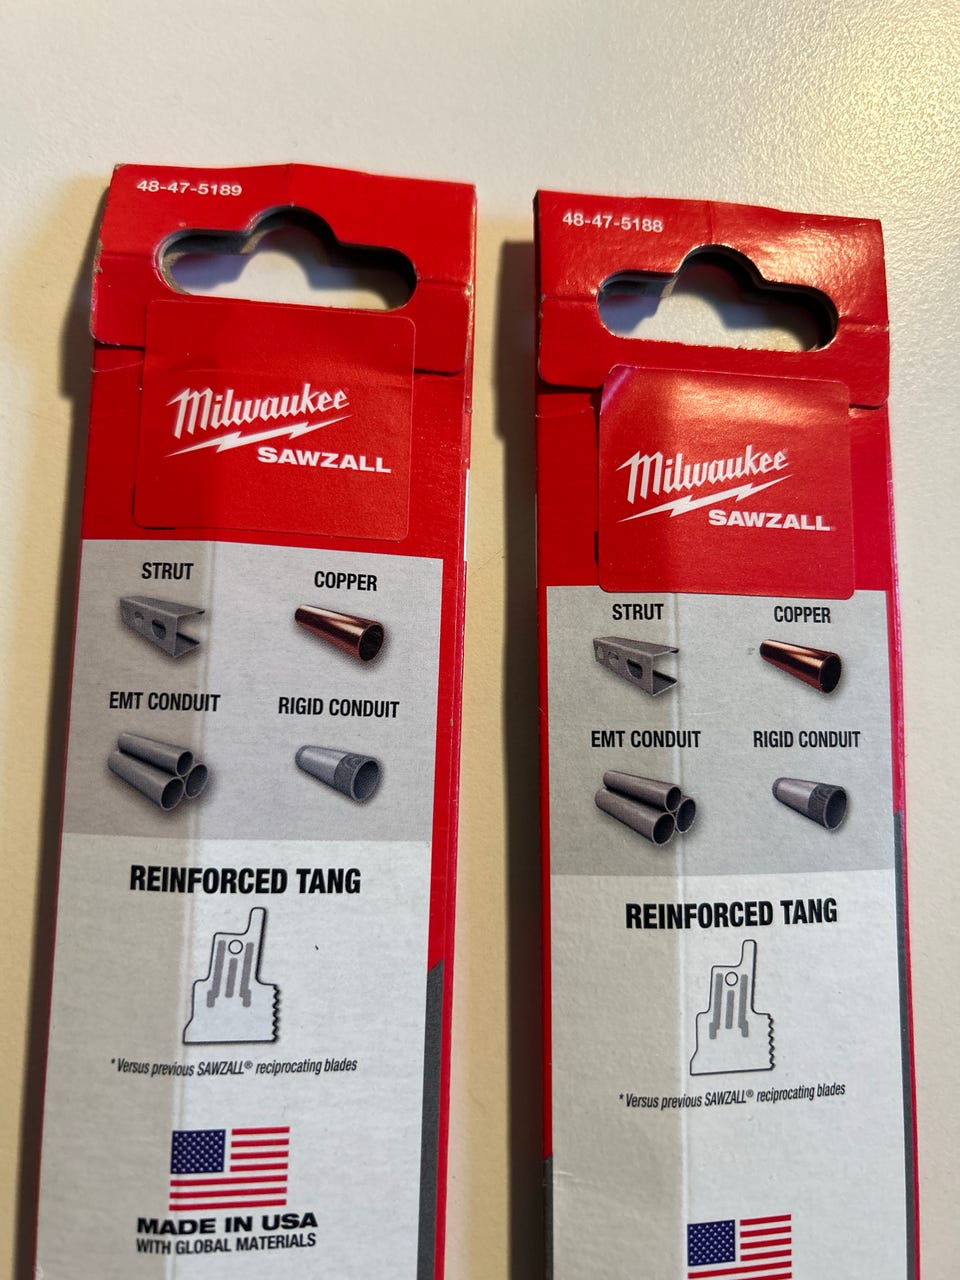 48-47-5189
Milwaukee
SAWZALL
STRUT
COPPER
EMT CONDUIT
RIGID CONDUIT
REINFORCED TANG
* Versus previous SAWZALL® reciprocating blades
MADE IN USA
WITH GLOBAL MATERIALS
48-47-5188
Milwaukee
SAWZALL
STRUT
COPPER
EMT CONDUIT
RIGID CONDUIT
REINFORCED TANG
* Versus previous SAWZALL® reciprocating blades